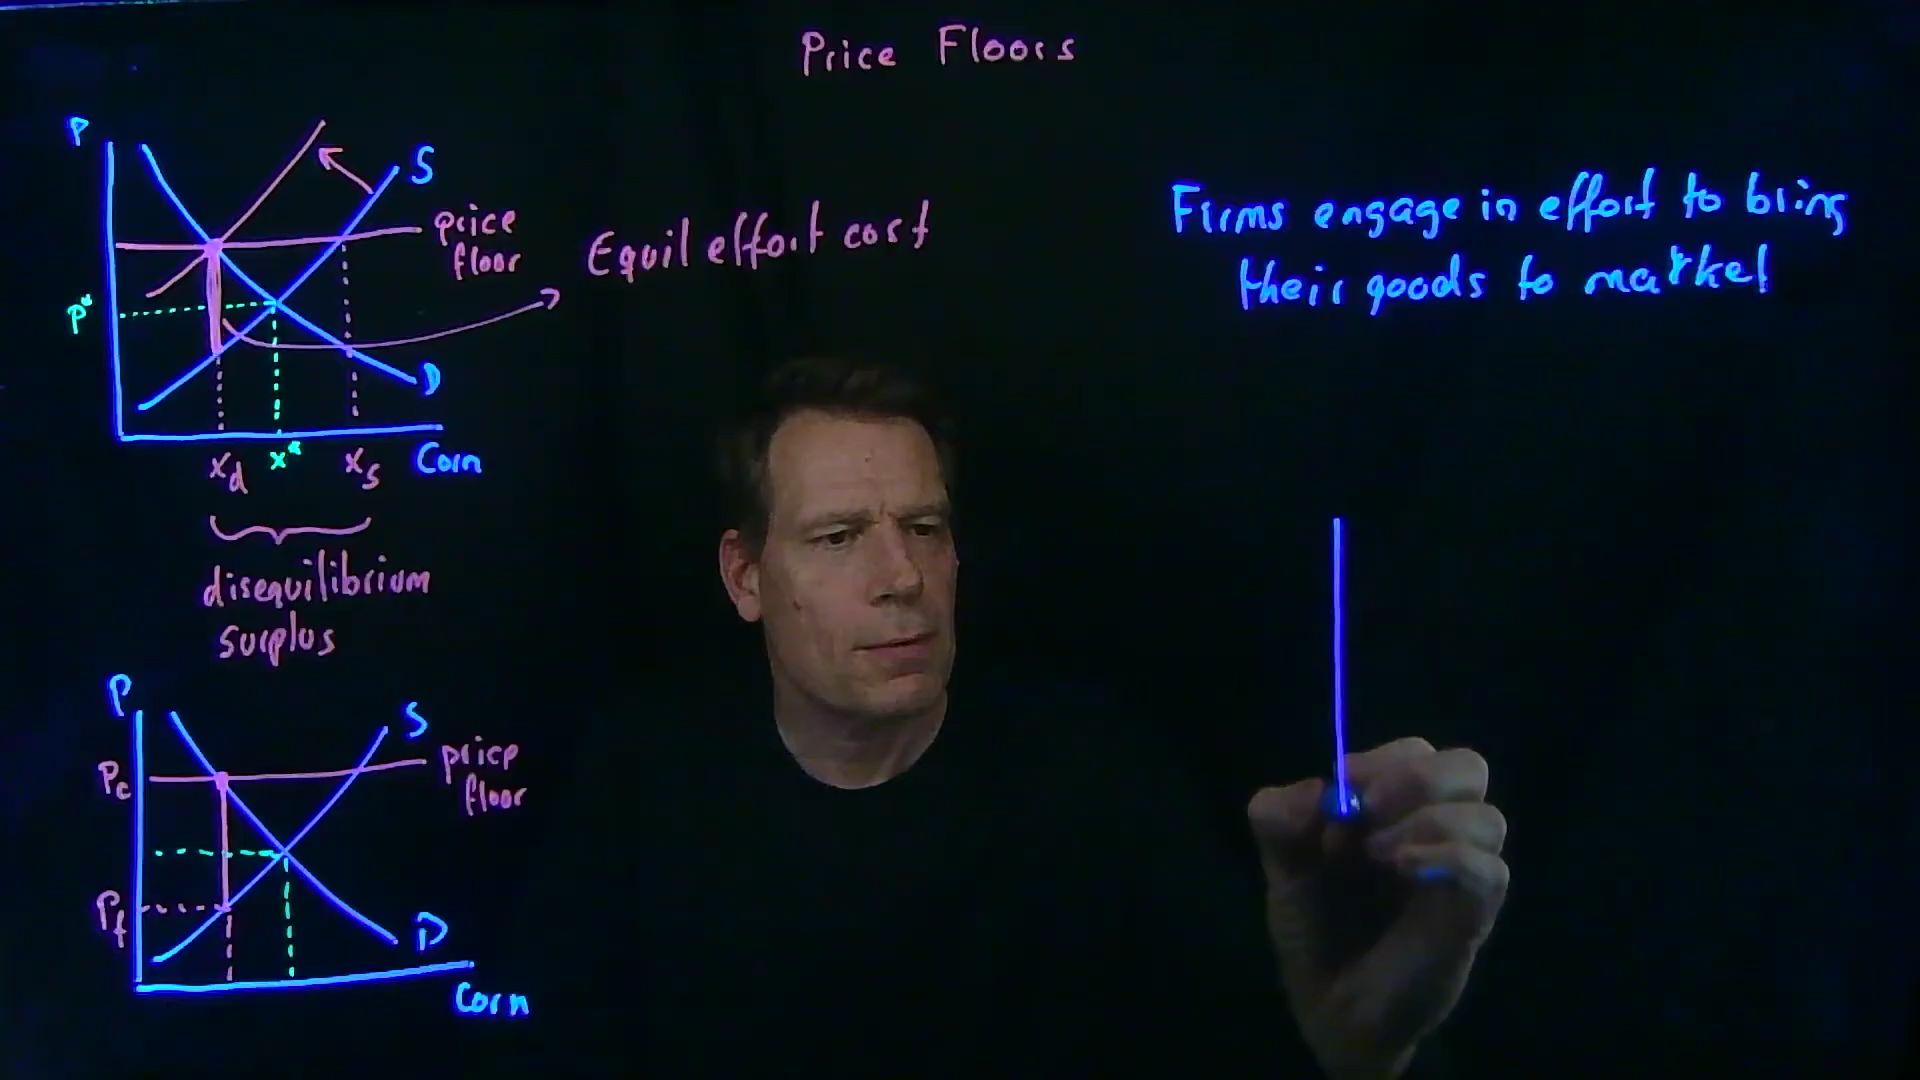 Price Floors
P
S
price
floor
P*
D
xd x* xs Corn
disequilibrium
surplus
Equil effort cost
Firms engage in effort to bring
their goods to market
P
S
Pc
price
floor
Pf
D
Corn